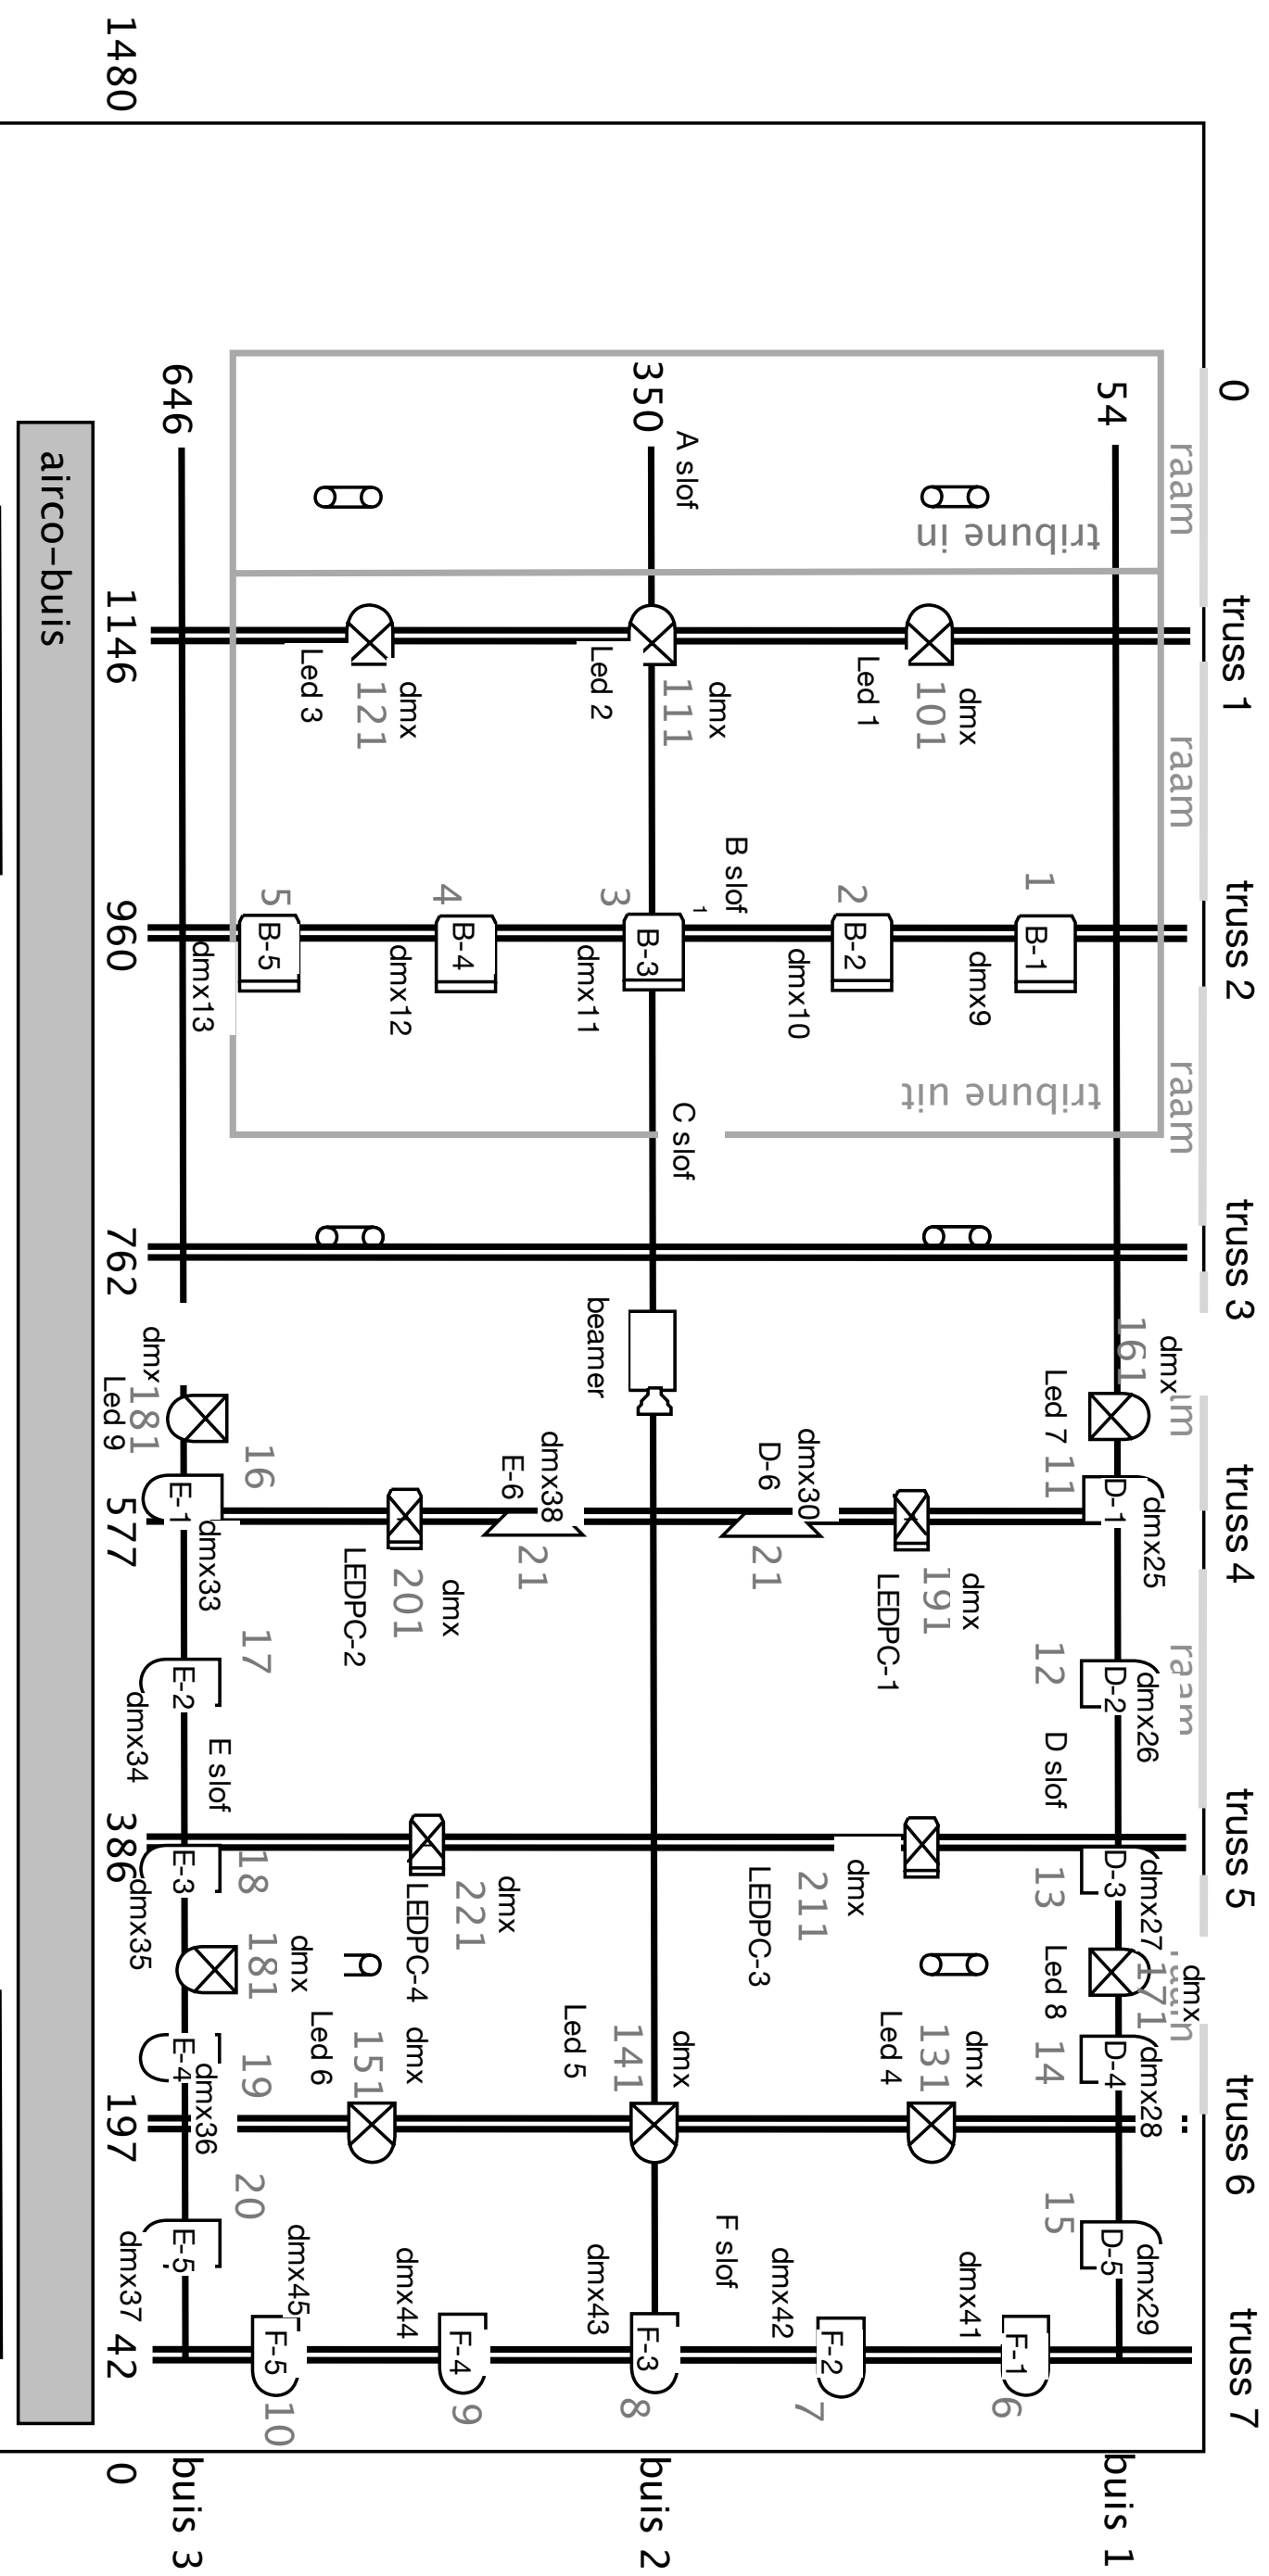 0
truss 1
truss 2
truss 3
truss 4
truss 5
truss 6
truss 7
raam
raam
raam
raam
54
buis 1
tribune in
tribune uit
dmx
161
Led 7
dmx25
D-1
11
dmx26
D-2
12
D slof
dmx27
D-3
13
dmx
171
Led 8
dmx28
D-4
14
dmx29
D-5
15
dmx
101
Led 1
1
B-1
dmx9
2
B-2
dmx10
dmx
191
LEDPC-1
dmx30
D-6
21
dmx
211
LEDPC-3
dmx
131
Led 4
dmx41
F-1
6
dmx42
F-2
7
F slof
350
A slof
dmx
111
Led 2
B slof
1
3
B-3
dmx11
C slof
beamer
dmx
141
Led 5
dmx43
F-3
8
buis 2
dmx
121
Led 3
4
B-4
dmx12
5
B-5
dmx13
dmx38
E-6
21
dmx
201
LEDPC-2
dmx
221
LEDPC-4
dmx
151
Led 6
dmx44
F-4
9
dmx45
F-5
10
646
dmx
181
Led 9
16
E-1
dmx33
17
E-2
dmx34
E slof
18
E-3
dmx35
dmx
181
19
E-4
dmx36
20
E-5
dmx37
buis 3
1480
1146
960
762
577
386
197
42
0
airco-buis